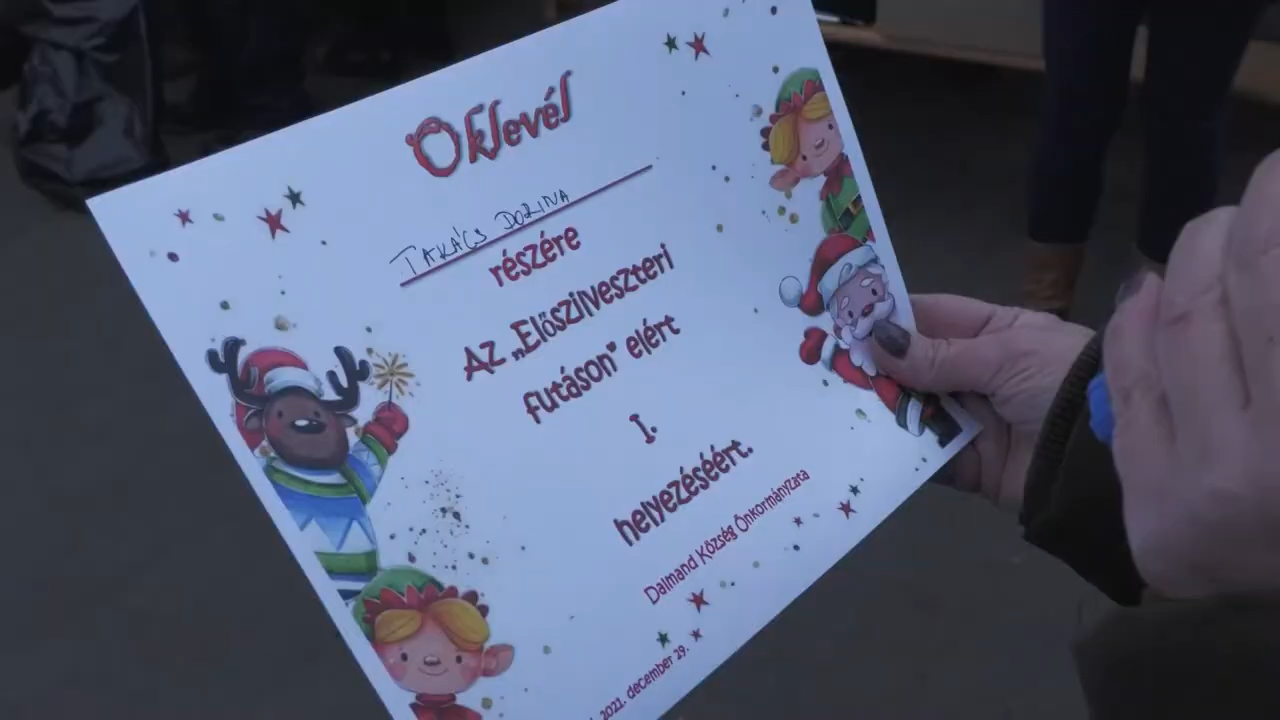 Oklevél
TAKÁCS DORINA
részére
Az „Előszilveszteri
futáson" elért
I.
helyezéséért.
Dalmand Község Önkormányzata
2021. december 29.